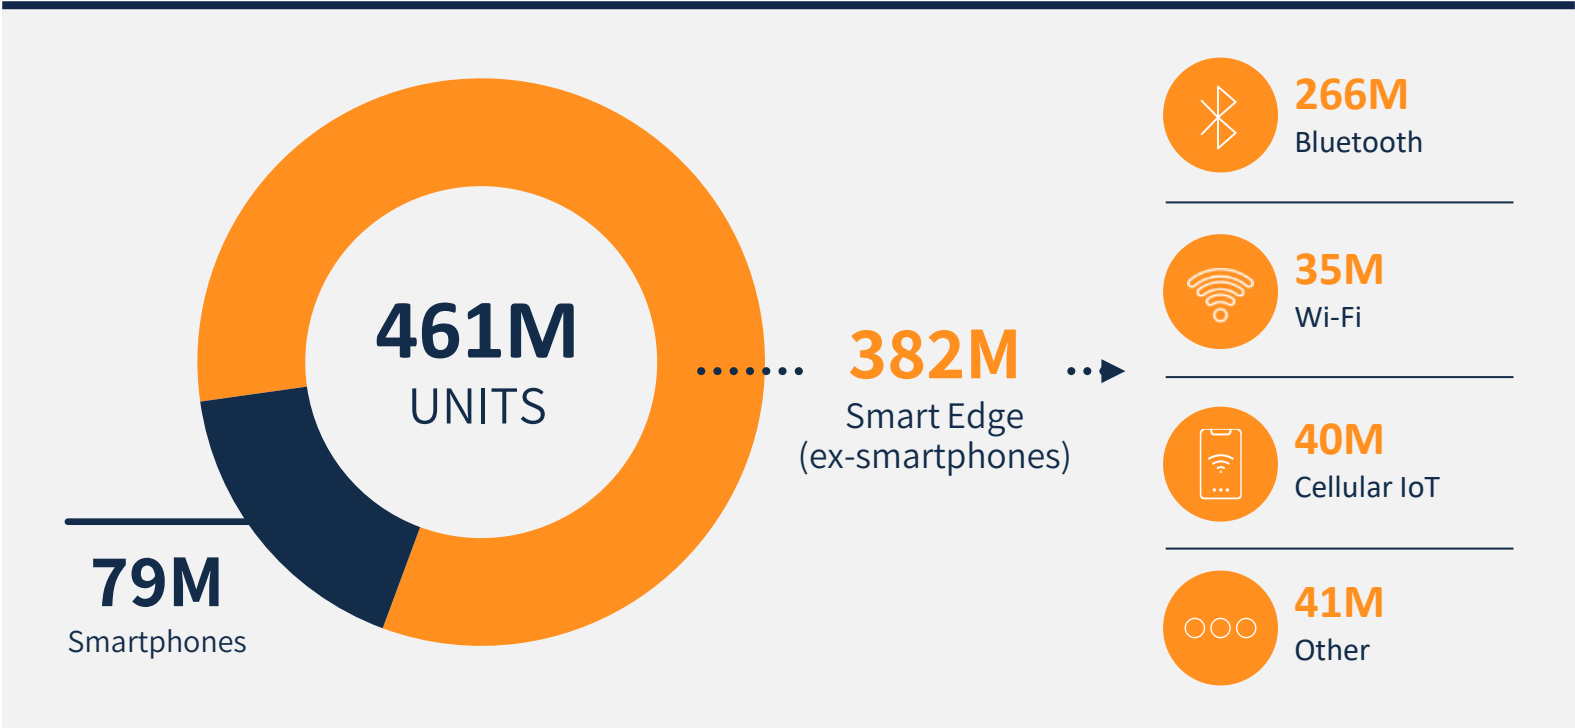 461M
UNITS
79M
Smartphones
382M
Smart Edge
(ex-smartphones)
266M
Bluetooth
35M
Wi-Fi
40M
Cellular IoT
41M
Other